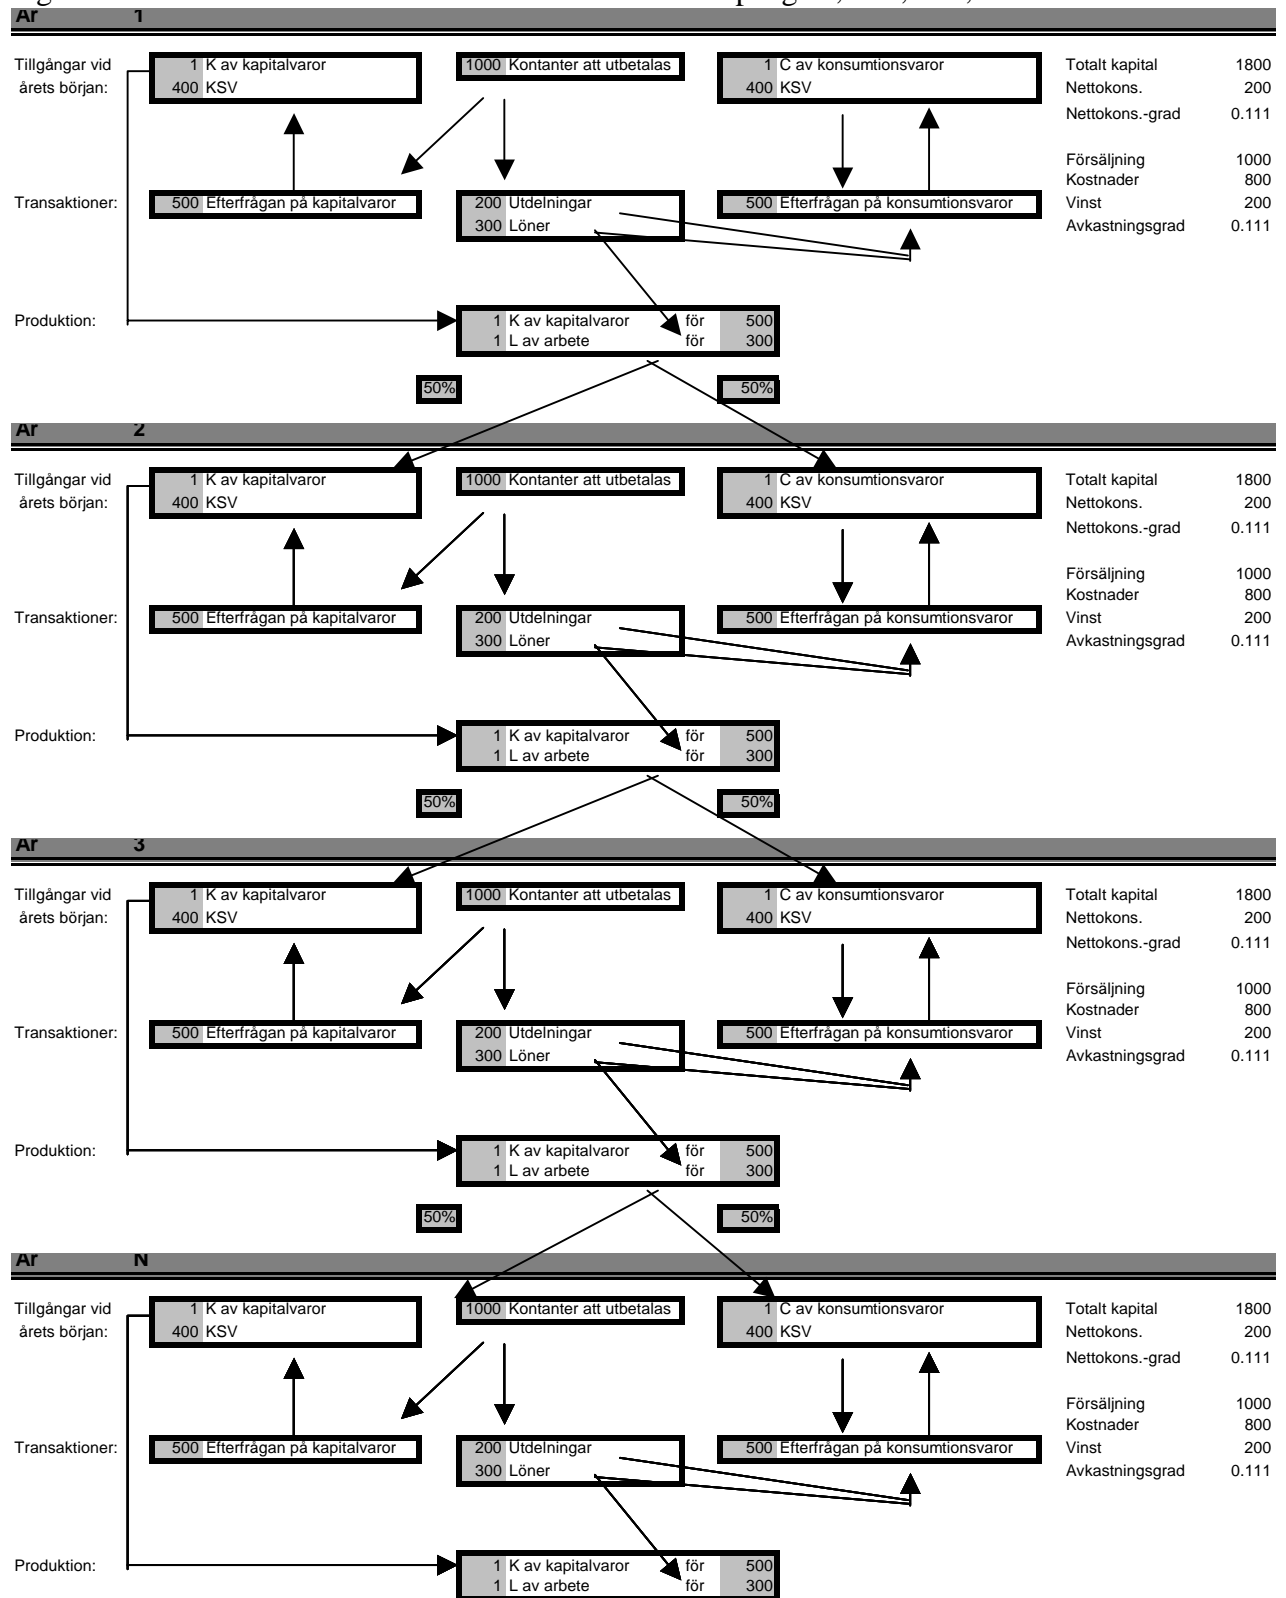 År 1
Tillgångar vid 1 K av kapitalvaror 1000 Kontanter att utbetalas 1 C av konsumtionsvaror Totalt kapital 1800
årets början: 400 KSV 400 KSV Nettokons. 200
Nettokons.-grad 0.111
Försäljning 1000
Kostnader 800
Transaktioner: 500 Efterfrågan på kapitalvaror 200 Utdelningar 500 Efterfrågan på konsumtionsvaror Vinst 200
300 Löner Avkastningsgrad 0.111
Produktion: 1 K av kapitalvaror för 500
1 L av arbete för 300
50% 50%
År 2
Tillgångar vid 1 K av kapitalvaror 1000 Kontanter att utbetalas 1 C av konsumtionsvaror Totalt kapital 1800
årets början: 400 KSV 400 KSV Nettokons. 200
Nettokons.-grad 0.111
Försäljning 1000
Kostnader 800
Transaktioner: 500 Efterfrågan på kapitalvaror 200 Utdelningar 500 Efterfrågan på konsumtionsvaror Vinst 200
300 Löner Avkastningsgrad 0.111
Produktion: 1 K av kapitalvaror för 500
1 L av arbete för 300
50% 50%
År 3
Tillgångar vid 1 K av kapitalvaror 1000 Kontanter att utbetalas 1 C av konsumtionsvaror Totalt kapital 1800
årets början: 400 KSV 400 KSV Nettokons. 200
Nettokons.-grad 0.111
Försäljning 1000
Kostnader 800
Transaktioner: 500 Efterfrågan på kapitalvaror 200 Utdelningar 500 Efterfrågan på konsumtionsvaror Vinst 200
300 Löner Avkastningsgrad 0.111
Produktion: 1 K av kapitalvaror för 500
1 L av arbete för 300
50% 50%
År N
Tillgångar vid 1 K av kapitalvaror 1000 Kontanter att utbetalas 1 C av konsumtionsvaror Totalt kapital 1800
årets början: 400 KSV 400 KSV Nettokons. 200
Nettokons.-grad 0.111
Försäljning 1000
Kostnader 800
Transaktioner: 500 Efterfrågan på kapitalvaror 200 Utdelningar 500 Efterfrågan på konsumtionsvaror Vinst 200
300 Löner Avkastningsgrad 0.111
Produktion: 1 K av kapitalvaror för 500
1 L av arbete för 300